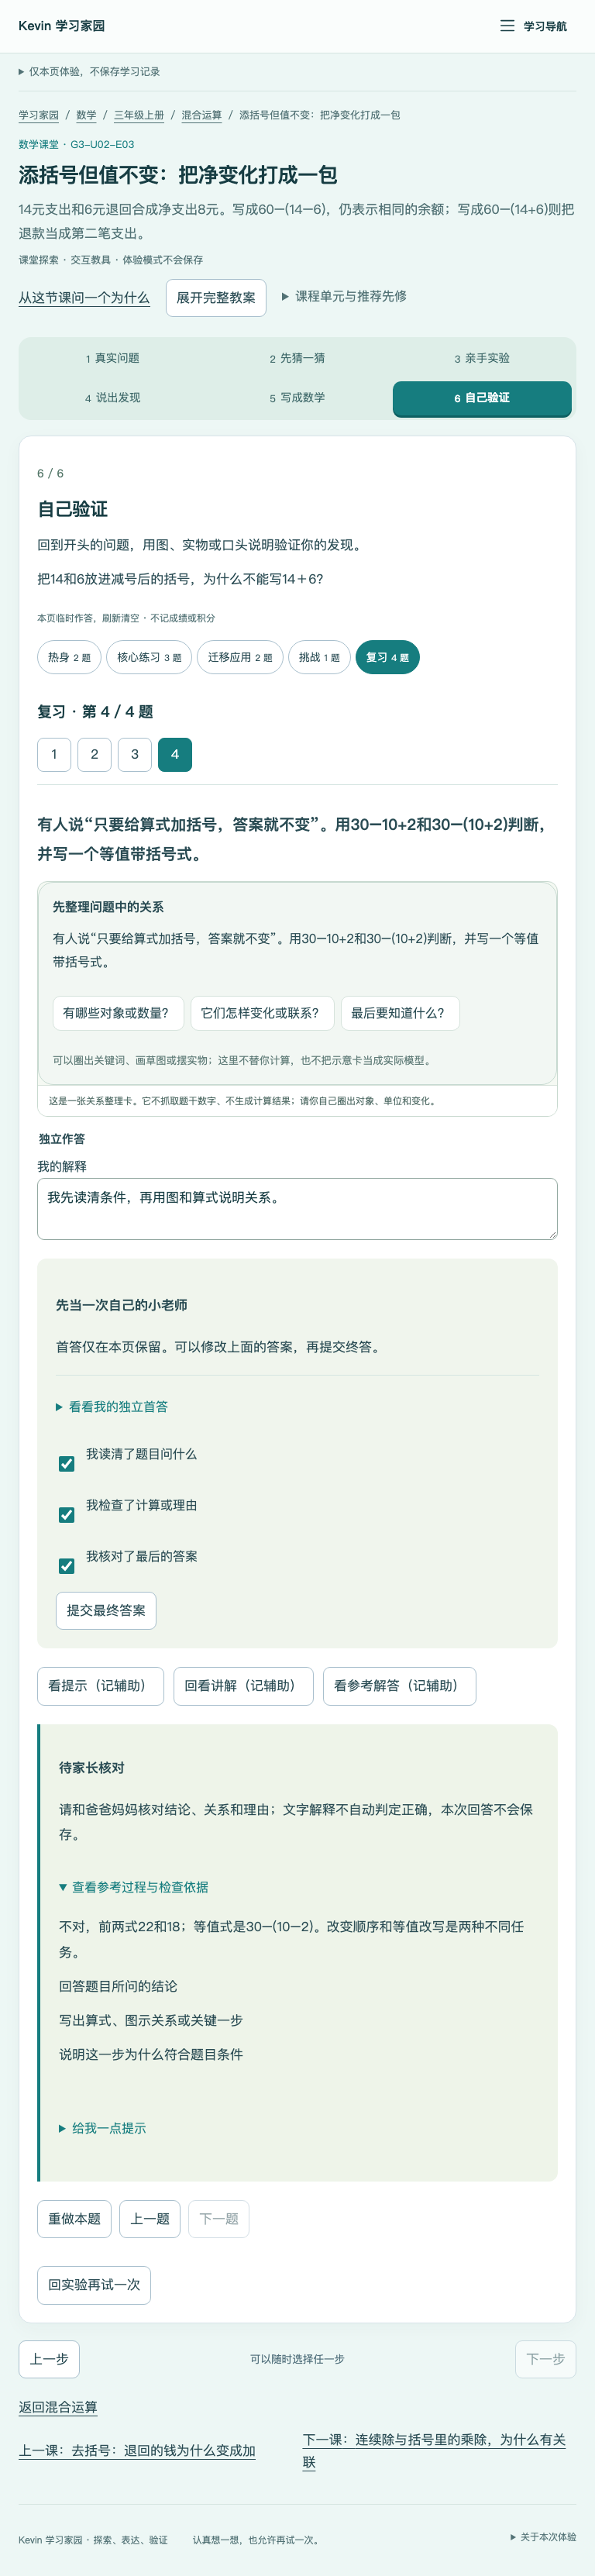 Kevin 学习家园
学习导航
仅本页体验，不保存学习记录
学习家园 / 数学 / 三年级上册 / 混合运算 / 添括号但值不变：把净变化打成一包
数学课堂 · G3-U02-E03
添括号但值不变：把净变化打成一包
14元支出和6元退回合成净支出8元。写成60−(14−6)，仍表示相同的余额；写成60−(14+6)则把
退款当成第二笔支出。
课堂探索 · 交互教具 · 体验模式不会保存
从这节课问一个为什么
展开完整教案
课程单元与推荐先修
1 真实问题
2 先猜一猜
3 亲手实验
4 说出发现
5 写成数学
6 自己验证
6 / 6
自己验证
回到开头的问题，用图、实物或口头说明验证你的发现。
把14和6放进减号后的括号，为什么不能写14＋6？
本页临时作答，刷新清空 · 不记成绩或积分
热身 2 题
核心练习 3 题
迁移应用 2 题
挑战 1 题
复习 4 题
复习 · 第 4 / 4 题
1
2
3
4
有人说“只要给算式加括号，答案就不变”。用30−10+2和30−(10+2)判断，
并写一个等值带括号式。
先整理问题中的关系
有人说“只要给算式加括号，答案就不变”。用30−10+2和30−(10+2)判断，并写一个等值
带括号式。
有哪些对象或数量？
它们怎样变化或联系？
最后要知道什么？
可以圈出关键词、画草图或摆实物；这里不替你计算，也不把示意卡当成实际模型。
这是一张关系整理卡。它不抓取题干数字、不生成计算结果；请你自己圈出对象、单位和变化。
独立作答
我的解释
我先读清条件，再用图和算式说明关系。
先当一次自己的小老师
首答仅在本页保留。可以修改上面的答案，再提交终答。
看看我的独立首答
我读清了题目问什么
我检查了计算或理由
我核对了最后的答案
提交最终答案
看提示（记辅助）
回看讲解（记辅助）
看参考解答（记辅助）
待家长核对
请和爸爸妈妈核对结论、关系和理由；文字解释不自动判定正确，本次回答不会保
存。
查看参考过程与检查依据
不对，前两式22和18；等值式是30−(10−2)。改变顺序和等值改写是两种不同任
务。
回答题目所问的结论
写出算式、图示关系或关键一步
说明这一步为什么符合题目条件
给我一点提示
重做本题
上一题
下一题
回实验再试一次
上一步
可以随时选择任一步
下一步
返回混合运算
上一课：去括号：退回的钱为什么变成加
下一课：连续除与括号里的乘除，为什么有关
联
Kevin 学习家园 · 探索、表达、验证
认真想一想，也允许再试一次。
关于本次体验